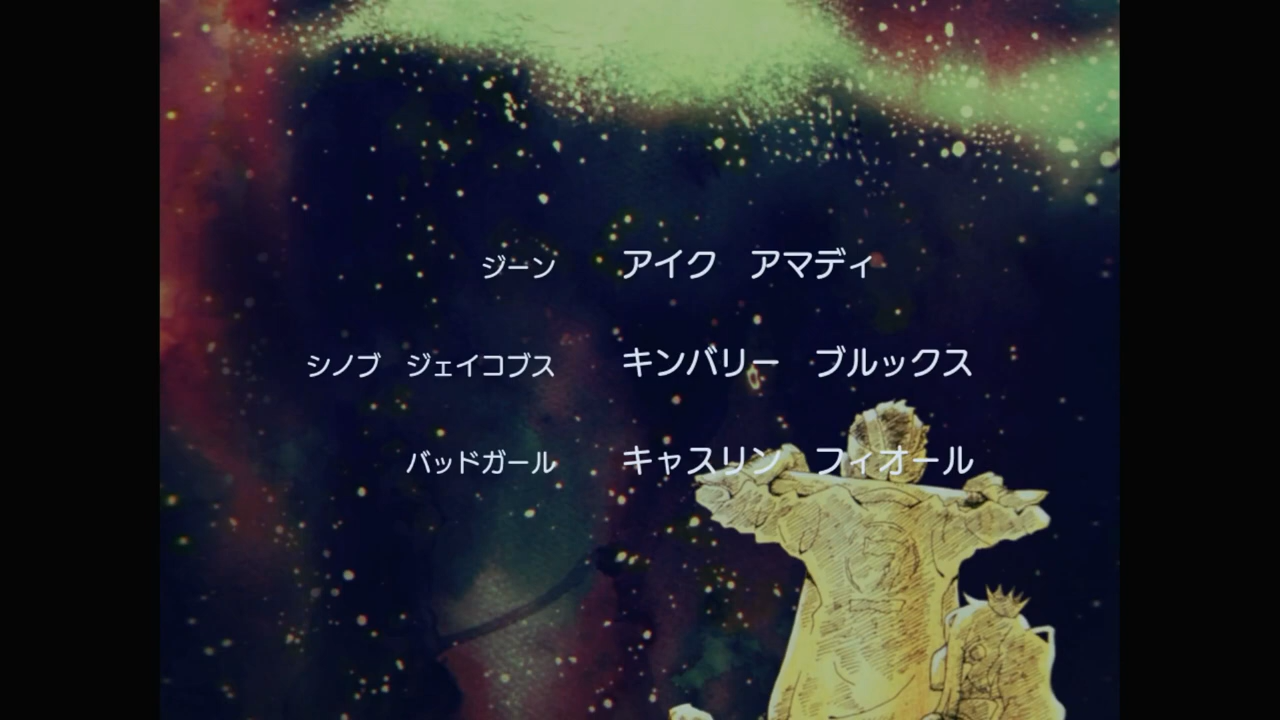 ジーン アイク アマディ
シノブ ジェイコブス キンバリー ブルックス
バッドガール キャスリン フィオール